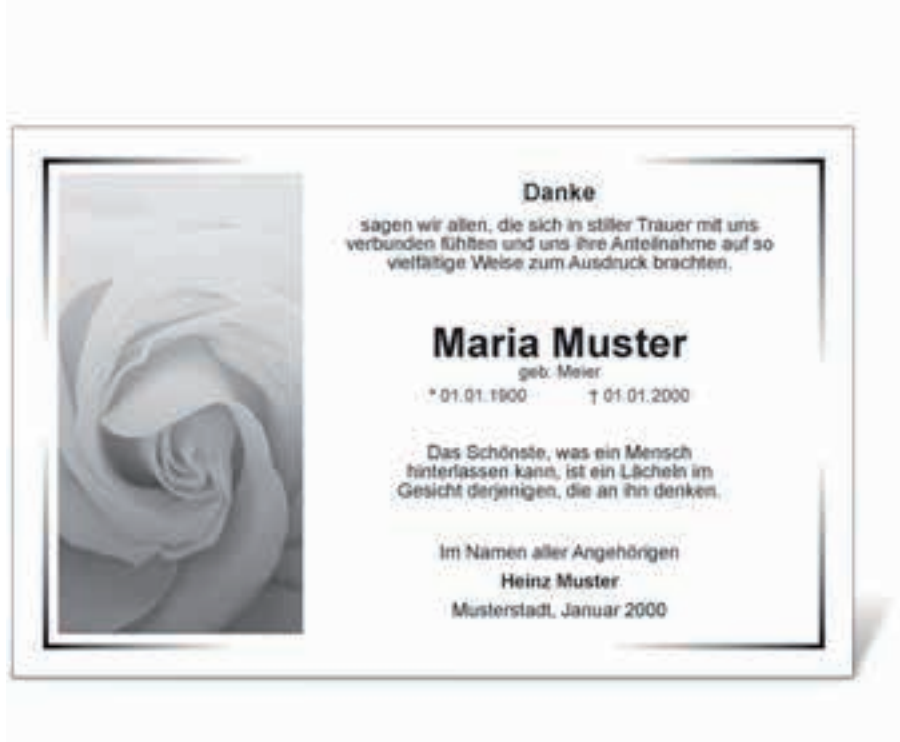 Danke
sagen wir allen, die sich in stiller Trauer mit uns
verbunden fühlten und uns ihre Anteilnahme auf so
vielfältige Weise zum Ausdruck brachten.
Maria Muster
geb. Meier
* 01.01.1900 † 01.01.2000
Das Schönste, was ein Mensch
hinterlassen kann, ist ein Lächeln im
Gesicht derjenigen, die an ihn denken.
Im Namen aller Angehörigen
Heinz Muster
Musterstadt, Januar 2000